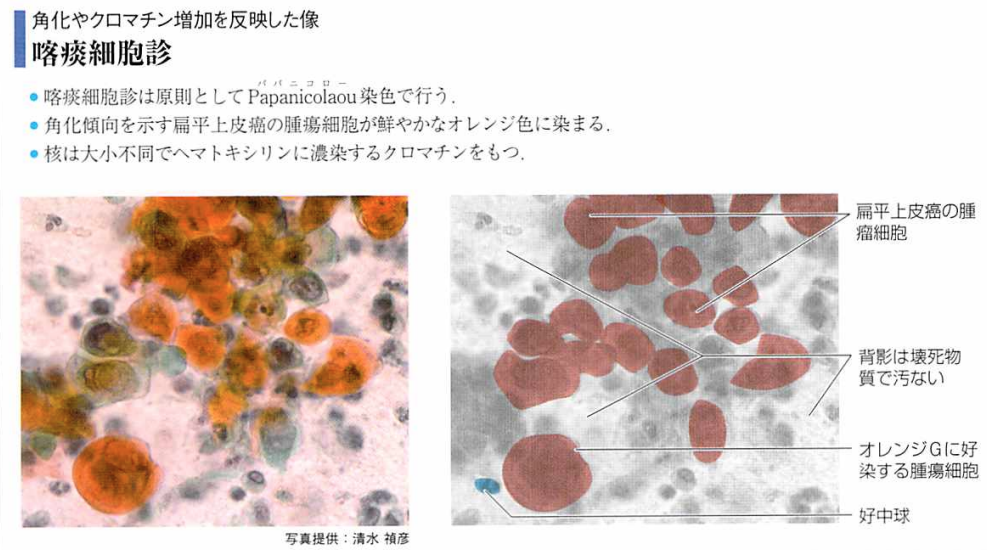 角化やクロマチン増加を反映した像
喀痰細胞診
パパニコロー
● 喀痰細胞診は原則としてPapanicolaou染色で行う.
● 角化傾向を示す扁平上皮癌の腫瘍細胞が鮮やかなオレンジ色に染まる.
● 核は大小不同でヘマトキシリンに濃染するクロマチンをもつ.
扁平上皮癌の腫
瘤細胞
背影は壊死物
質で汚ない
オレンジGに好
染する腫瘍細胞
好中球
写真提供：清水 禎彦